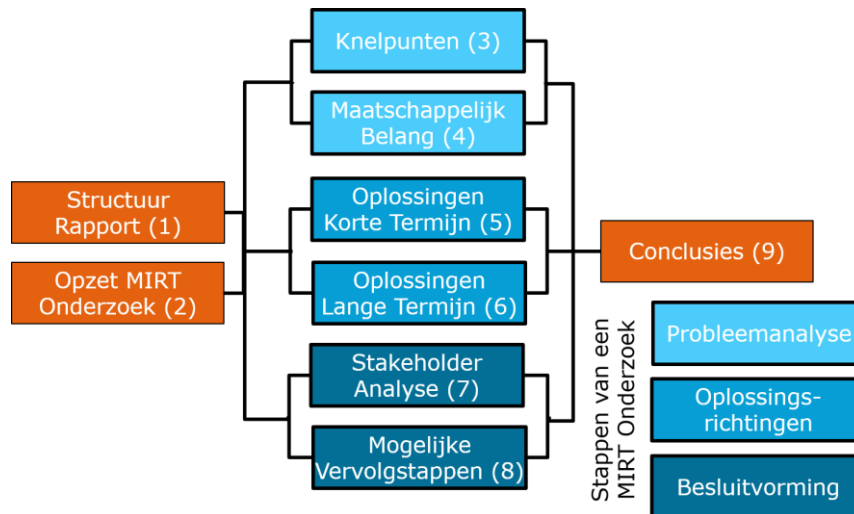 Structuur
Rapport (1)
Opzet MIRT
Onderzoek (2)
Knelpunten (3)
Maatschappelijk
Belang (4)
Oplossingen
Korte Termijn (5)
Oplossingen
Lange Termijn (6)
Stakeholder
Analyse (7)
Mogelijke
Vervolgstappen (8)
Conclusies (9)
Stappen van een
MIRT Onderzoek
Probleemanalyse
Oplossings-
richtingen
Besluitvorming